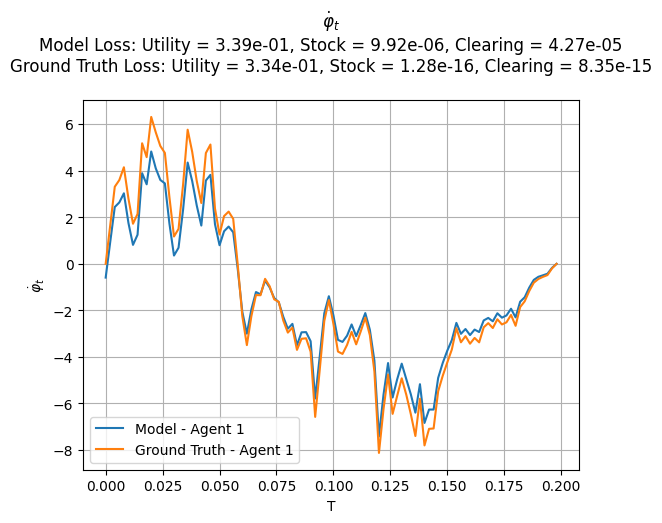 φ̇ₜ
Model Loss: Utility = 3.39e-01, Stock = 9.92e-06, Clearing = 4.27e-05
Ground Truth Loss: Utility = 3.34e-01, Stock = 1.28e-16, Clearing = 8.35e-15
φ̇ₜ
6
4
2
0
−2
−4
−6
−8
Model - Agent 1
Ground Truth - Agent 1
0.000 0.025 0.050 0.075 0.100 0.125 0.150 0.175 0.200
T